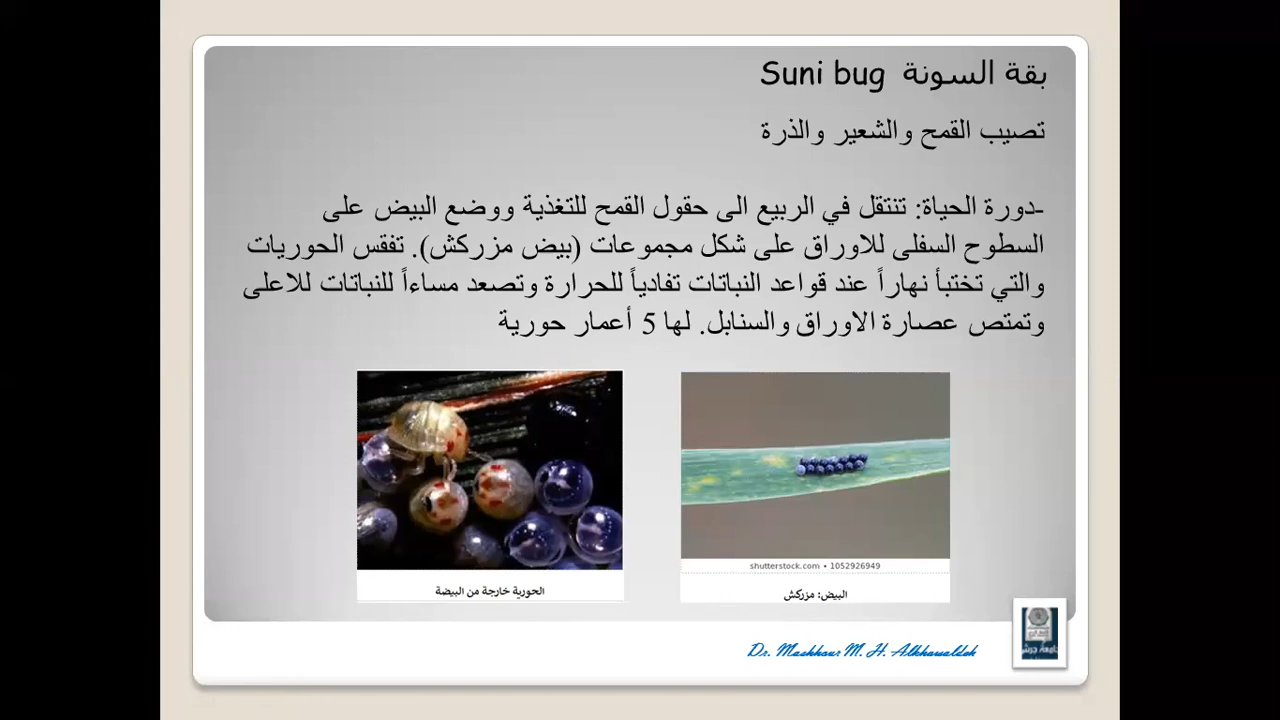 بقة السونة Suni bug
تصيب القمح والشعير والذرة
-دورة الحياة: تنتقل في الربيع الى حقول القمح للتغذية ووضع البيض على
السطوح السفلى للاوراق على شكل مجموعات (بيض مزركش). تفقس الحوريات
والتي تختبأ نهاراً عند قواعد النباتات تفادياً للحرارة وتصعد مساءاً للنباتات للاعلى
وتمتص عصارة الاوراق والسنابل. لها 5 أعمار حورية
shutterstock.com • 1052926949
البيض: مزركش
الحورية خارجة من البيضة
Dr. Mashhour M. H. Alkhawaldeh
جامعة جرش